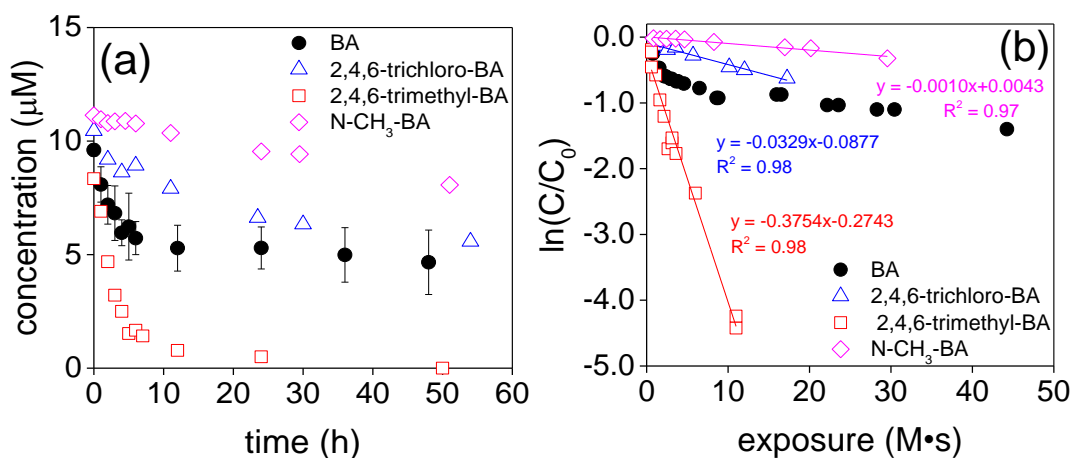 15
10
5
0
0 10 20 30 40 50 60
concentration (μM)
time (h)
(a)
BA
2,4,6-trichloro-BA
2,4,6-trimethyl-BA
N-CH₃-BA
0.0
-1.0
-2.0
-3.0
-4.0
-5.0
0 10 20 30 40 50
ln(C/C₀)
exposure (M•s)
(b)
y = -0.0010x+0.0043
R² = 0.97
y = -0.0329x-0.0877
R² = 0.98
y = -0.3754x-0.2743
R² = 0.98
BA
2,4,6-trichloro-BA
2,4,6-trimethyl-BA
N-CH₃-BA